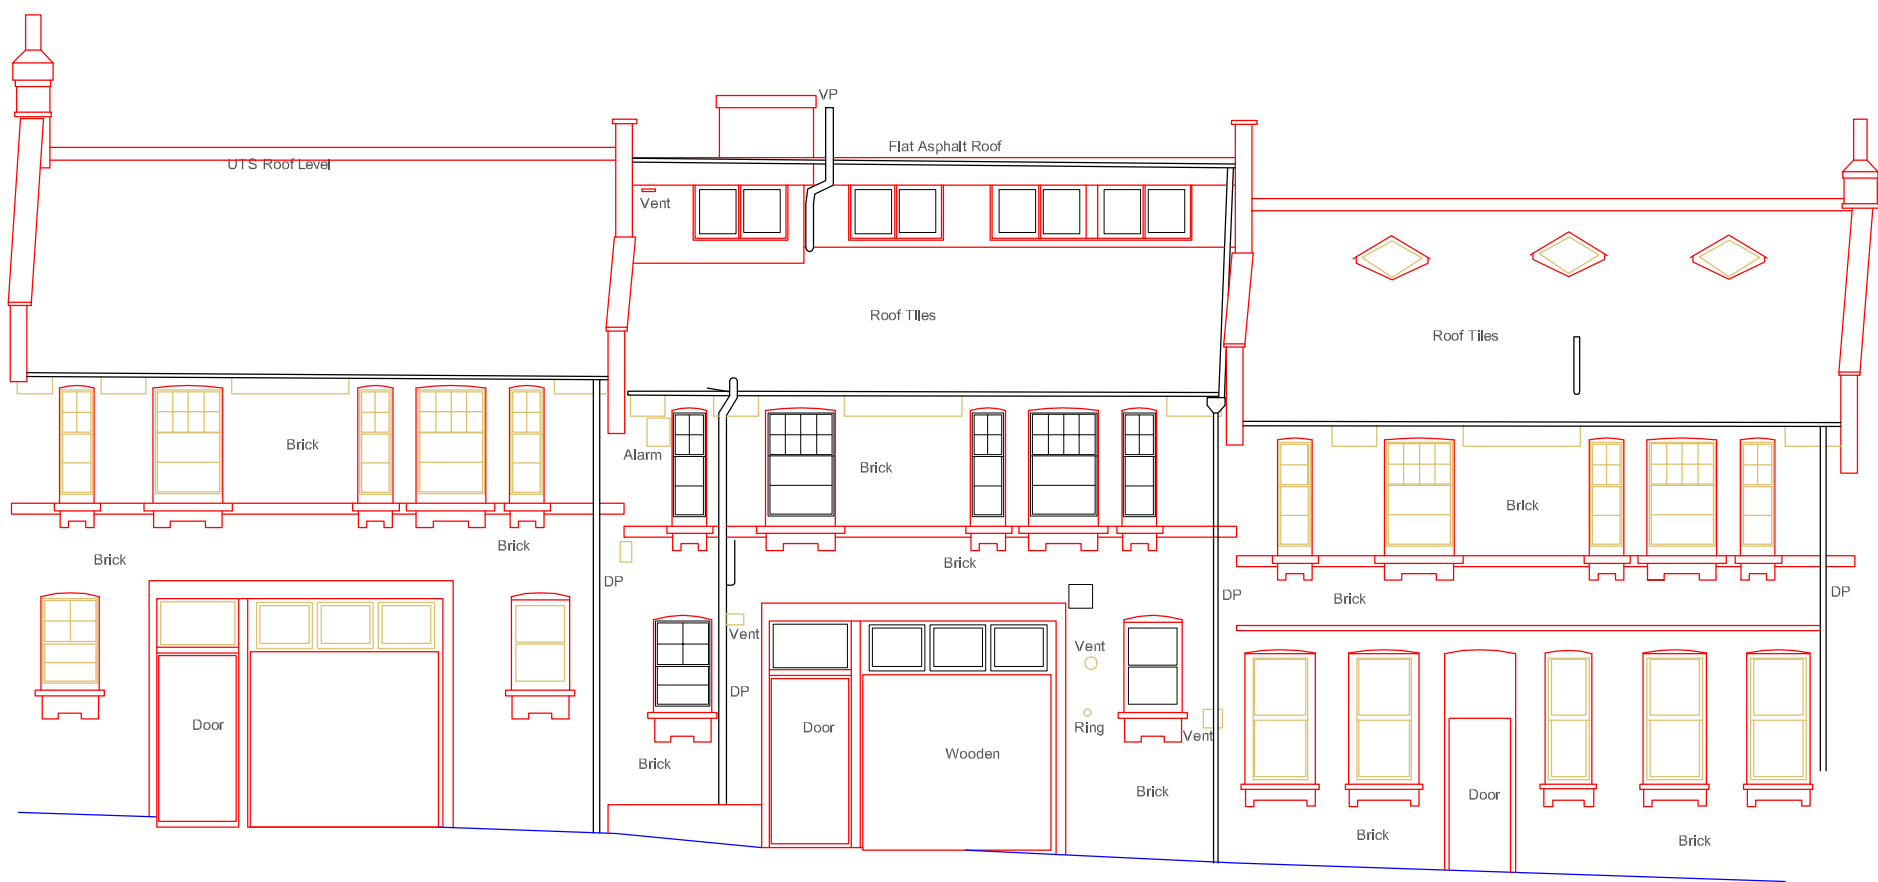 VP
Flat Asphalt Roof
UTS Roof Level
Vent
Roof TIles
Roof Tiles
Brick
Alarm
Brick
BrIck
Brick
Brick
Brick
DP
DP
DP
Brick
Vent
Vent
DP
Door
Door
Ring
Vent
Wooden
Brick
Brick
Door
Brick
Brick